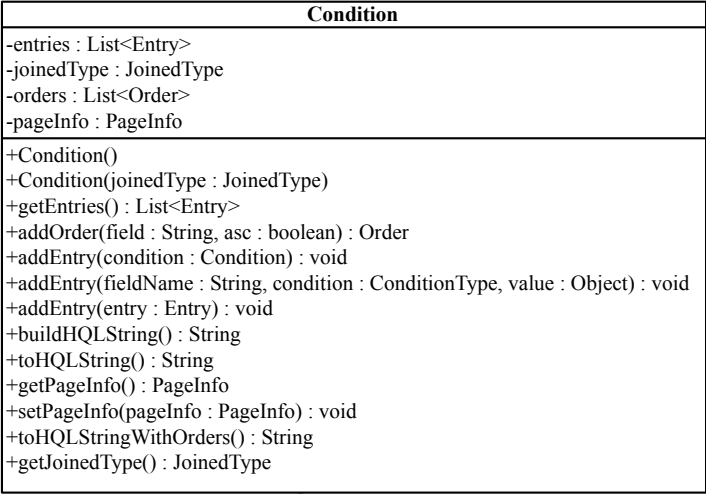 Condition
-entries : List<Entry>
-joinedType : JoinedType
-orders : List<Order>
-pageInfo : PageInfo
+Condition()
+Condition(joinedType : JoinedType)
+getEntries() : List<Entry>
+addOrder(field : String, asc : boolean) : Order
+addEntry(condition : Condition) : void
+addEntry(fieldName : String, condition : ConditionType, value : Object) : void
+addEntry(entry : Entry) : void
+buildHQLString() : String
+toHQLString() : String
+getPageInfo() : PageInfo
+setPageInfo(pageInfo : PageInfo) : void
+toHQLStringWithOrders() : String
+getJoinedType() : JoinedType